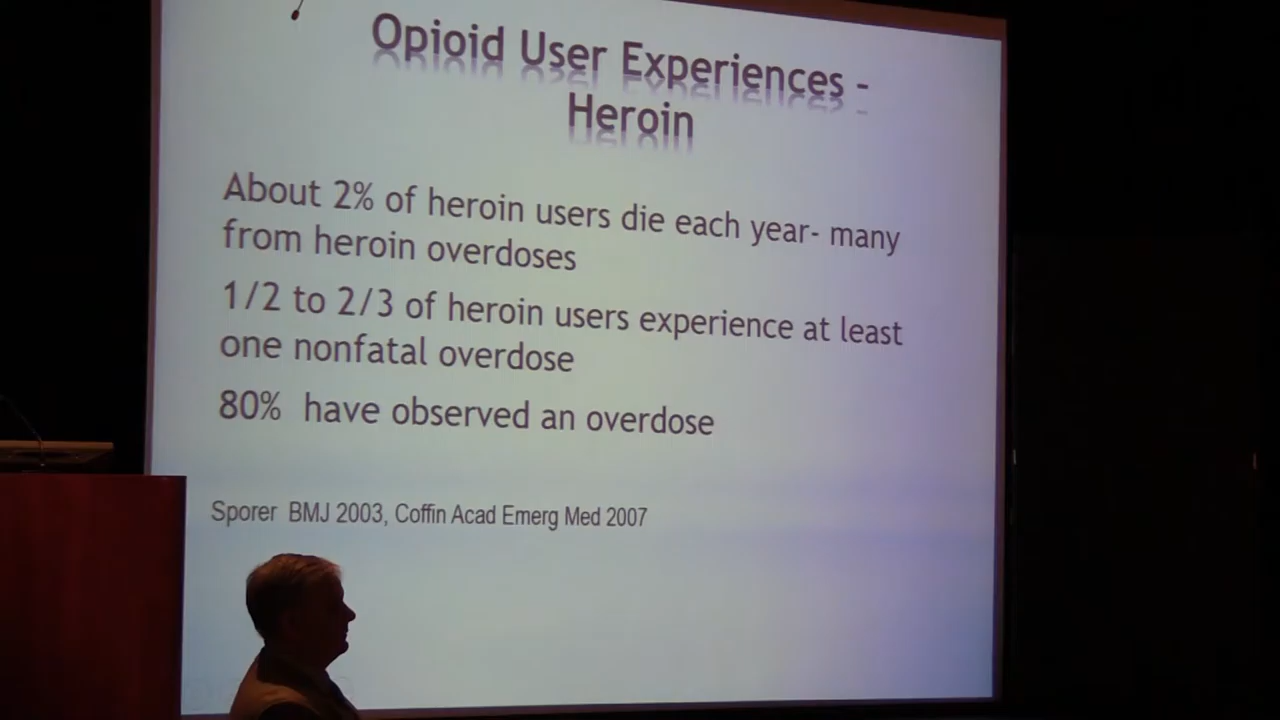 Opioid User Experiences -
Heroin
About 2% of heroin users die each year- many
from heroin overdoses
1/2 to 2/3 of heroin users experience at least
one nonfatal overdose
80% have observed an overdose
Sporer BMJ 2003, Coffin Acad Emerg Med 2007